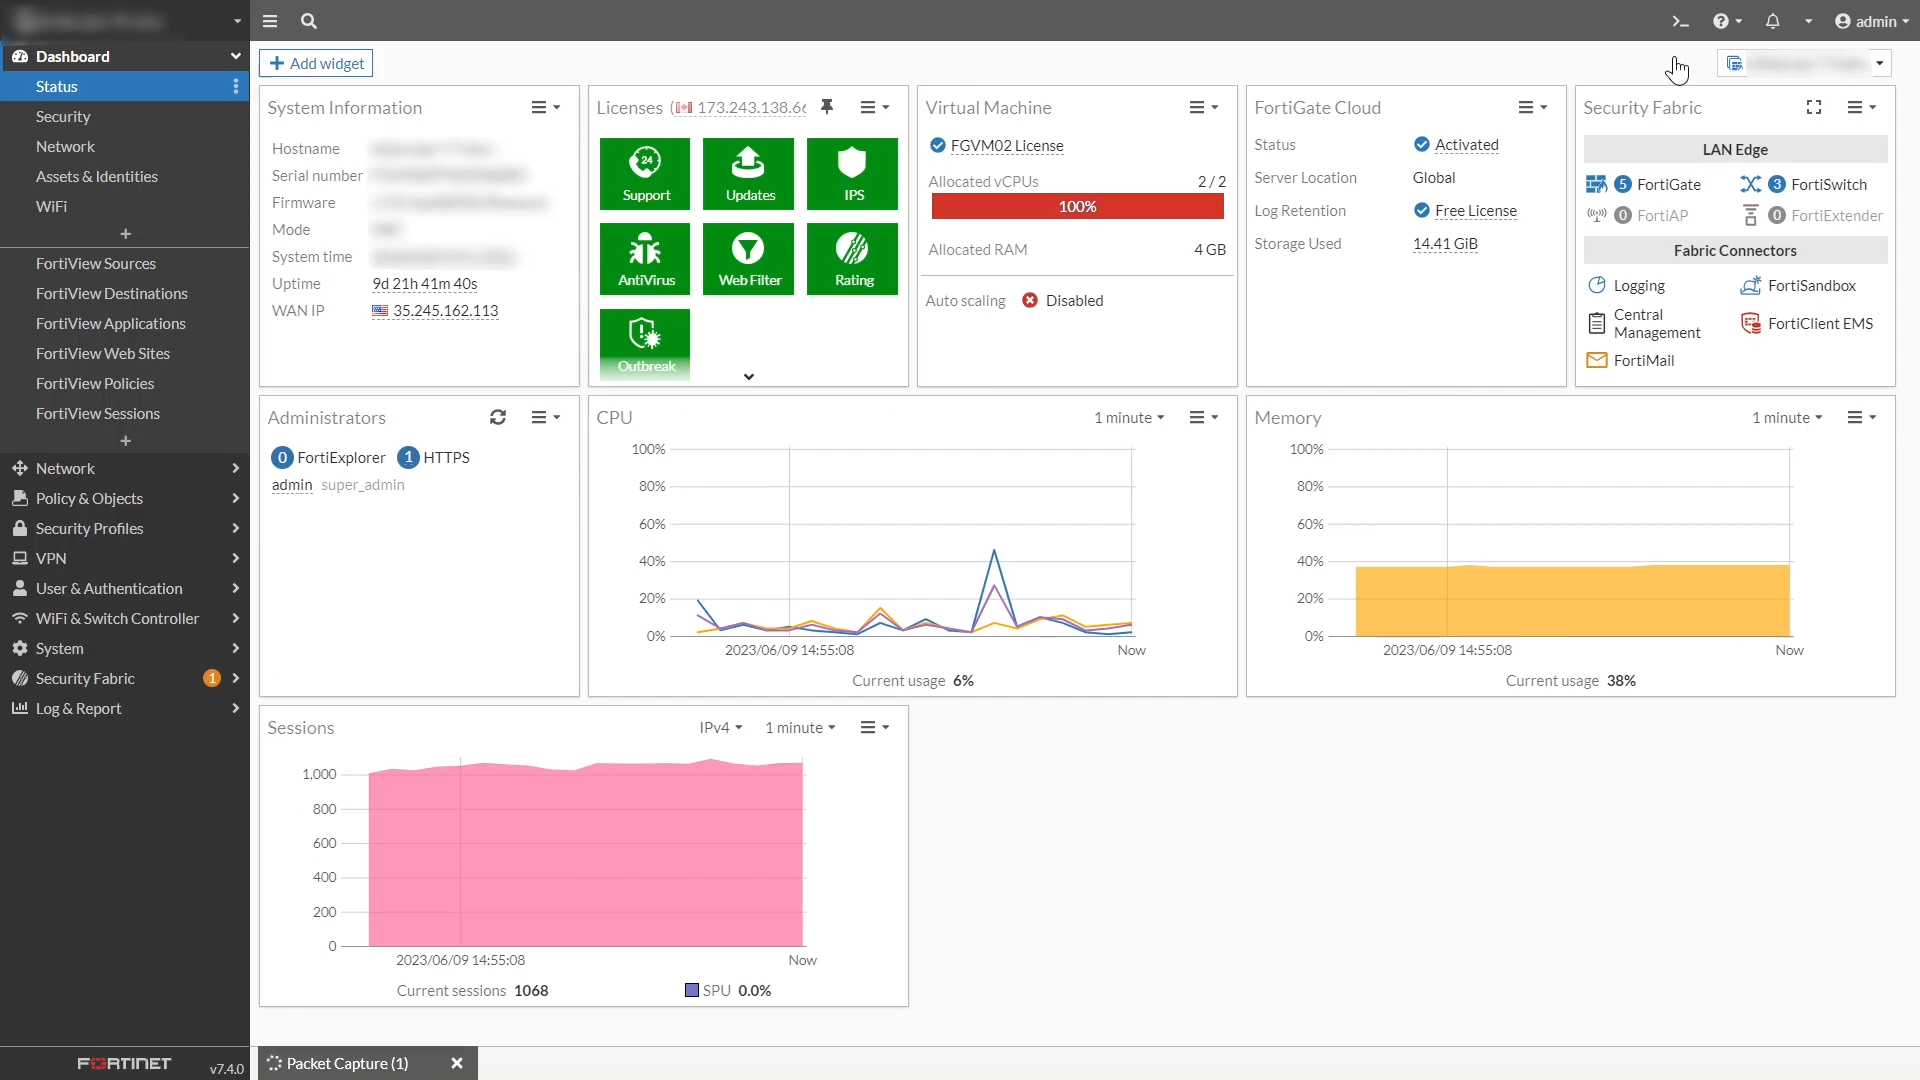 admin
Dashboard
Status
Security
Network
Assets & Identities
WiFi
+
FortiView Sources
FortiView Destinations
FortiView Applications
FortiView Web Sites
FortiView Policies
FortiView Sessions
+
Network
Policy & Objects
Security Profiles
VPN
User & Authentication
WiFi & Switch Controller
System
Security Fabric 1
Log & Report
FORTINET v7.4.0
+ Add widget
System Information
Hostname
Serial number
Firmware
Mode
System time
Uptime 9d 21h 41m 40s
WAN IP 35.245.162.113
Licenses (173.243.138.66
24
Support Updates IPS
AntiVirus Web Filter Rating
Outbreak
Virtual Machine
FGVM02 License
Allocated vCPUs 2 / 2
100%
Allocated RAM 4 GB
Auto scaling Disabled
FortiGate Cloud
Status Activated
Server Location Global
Log Retention Free License
Storage Used 14.41 GiB
Security Fabric
LAN Edge
5 FortiGate 3 FortiSwitch
0 FortiAP 0 FortiExtender
Fabric Connectors
Logging FortiSandbox
Central
Management
FortiClient EMS
FortiMail
Administrators
0 FortiExplorer 1 HTTPS
admin super_admin
CPU 1 minute
100%
80%
60%
40%
20%
0%
2023/06/09 14:55:08 Now
Current usage 6%
Memory 1 minute
100%
80%
60%
40%
20%
0%
2023/06/09 14:55:08 Now
Current usage 38%
Sessions IPv4 1 minute
1,000
800
600
400
200
0
2023/06/09 14:55:08 Now
Current sessions 1068 SPU 0.0%
Packet Capture (1)